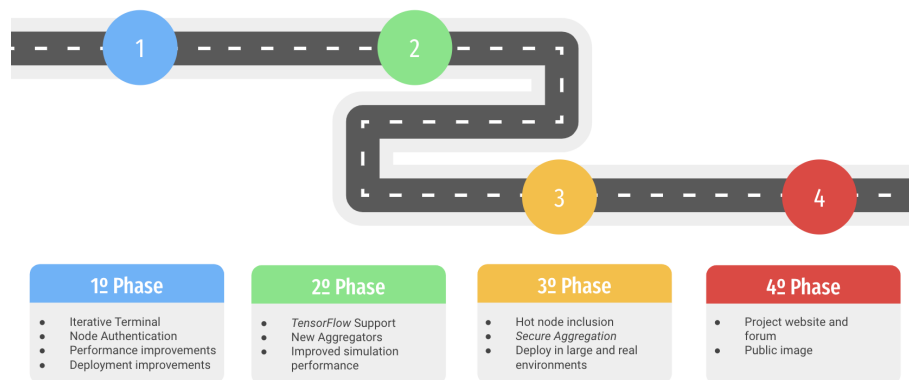 1
2
3
4
1º Phase
● Iterative Terminal
● Node Authentication
● Performance improvements
● Deployment improvements
2º Phase
● TensorFlow Support
● New Aggregators
● Improved simulation
performance
3º Phase
● Hot node inclusion
● Secure Aggregation
● Deploy in large and real
environments
4º Phase
● Project website and
forum
● Public image